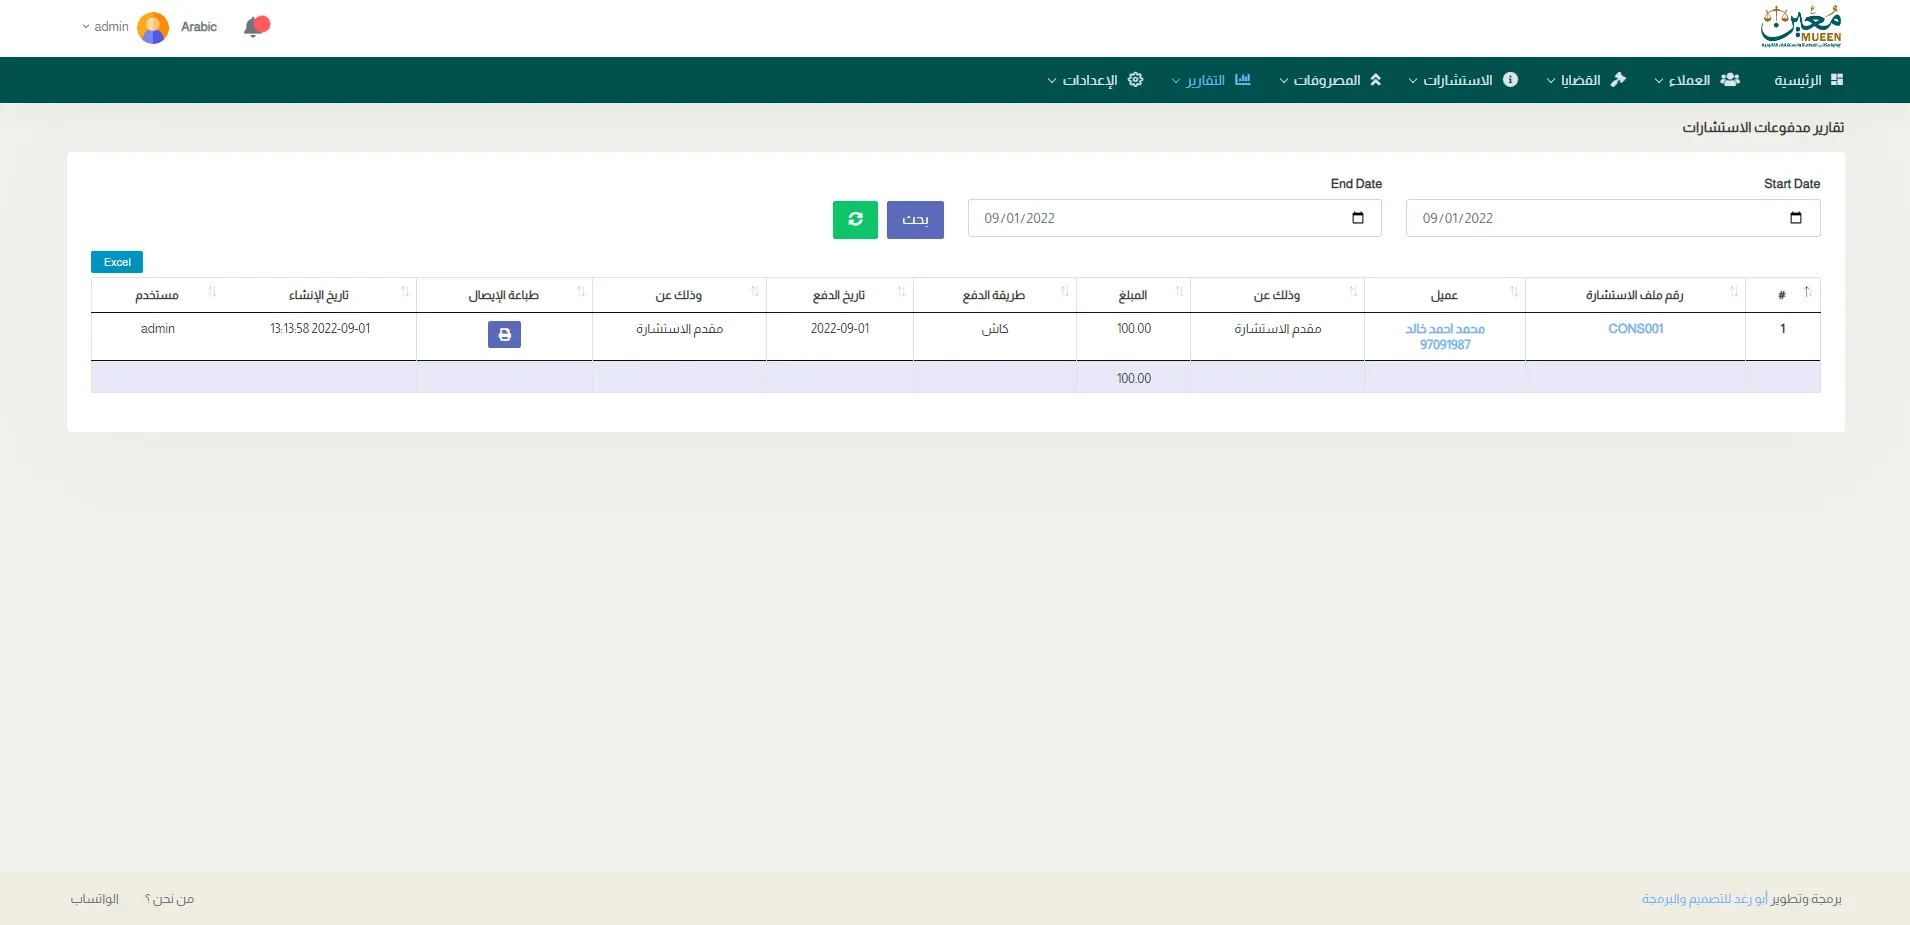 مُعين
MUEEN
Arabic
admin
الرئيسية
العملاء
القضايا
الاستشارات
المصروفات
التقارير
الإعدادات
تقارير مدفوعات الاستشارات
Start Date
End Date
09/01/2022
09/01/2022
بحث
Excel
# رقم ملف الاستشارة عميل وذلك عن المبلغ طريقة الدفع تاريخ الدفع وذلك عن طباعة الإيصال تاريخ الإنشاء مستخدم
1 CONS001 محمد احمد خالد مقدم الاستشارة 100.00 كاش 2022-09-01 مقدم الاستشارة 13:13:58 2022-09-01 admin
97091987
100.00
برمجة وتطوير أبو رغد للتصميم والبرمجة
من نحن ؟
الواتساب